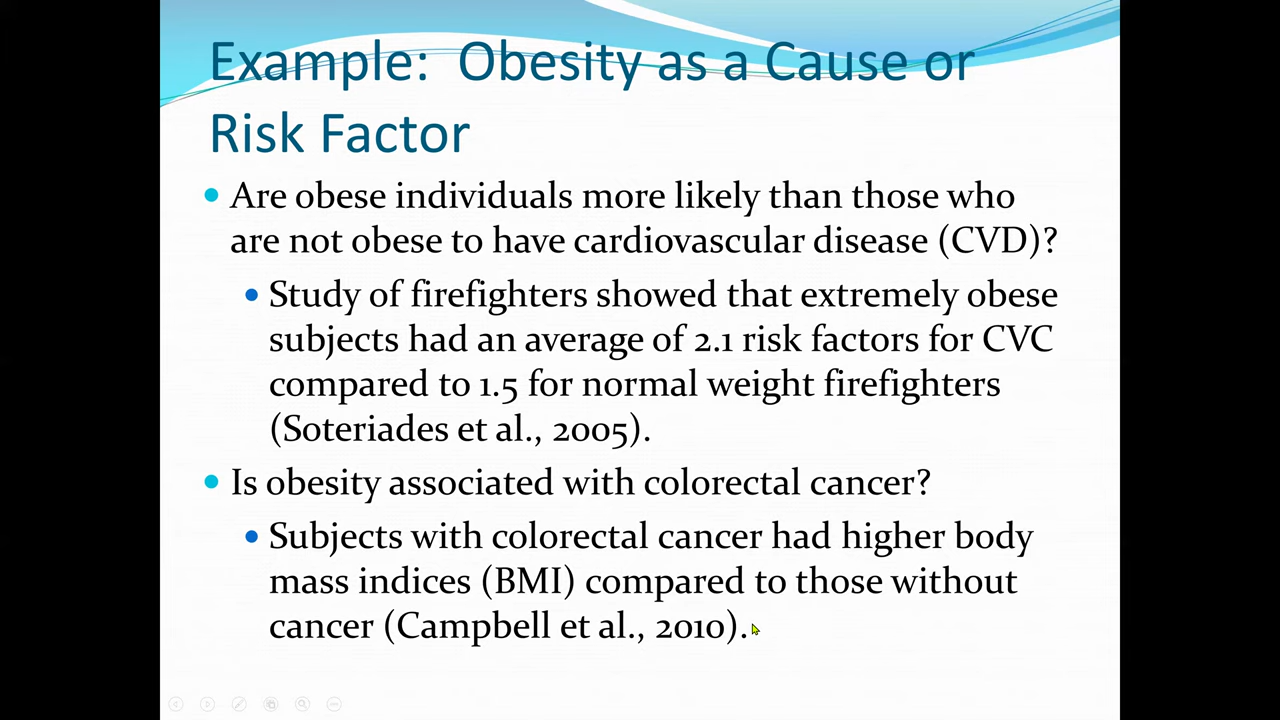 Example: Obesity as a Cause or
Risk Factor
• Are obese individuals more likely than those who
are not obese to have cardiovascular disease (CVD)?
• Study of firefighters showed that extremely obese
subjects had an average of 2.1 risk factors for CVC
compared to 1.5 for normal weight firefighters
(Soteriades et al., 2005).
• Is obesity associated with colorectal cancer?
• Subjects with colorectal cancer had higher body
mass indices (BMI) compared to those without
cancer (Campbell et al., 2010).